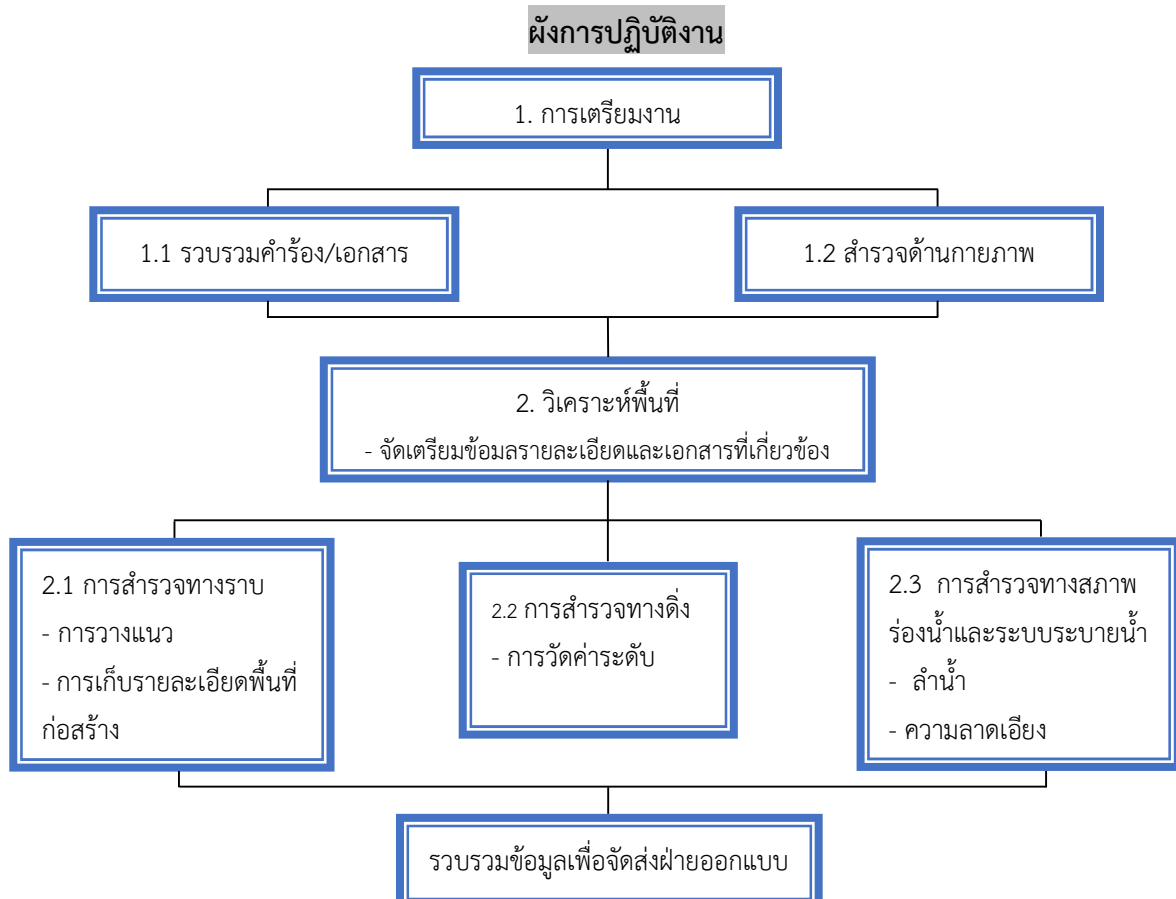 ผังการปฏิบัติงาน
1. การเตรียมงาน
1.1 รวบรวมคำร้อง/เอกสาร
1.2 สำรวจด้านกายภาพ
2. วิเคราะห์พื้นที่
- จัดเตรียมข้อมลรายละเอียดและเอกสารที่เกี่ยวข้อง
2.1 การสำรวจทางราบ
- การวางแนว
- การเก็บรายละเอียดพื้นที่
ก่อสร้าง
2.2 การสำรวจทางดิ่ง
- การวัดค่าระดับ
2.3 การสำรวจทางสภาพ
ร่องน้ำและระบบระบายน้ำ
- ลำน้ำ
- ความลาดเอียง
รวบรวมข้อมูลเพื่อจัดส่งฝ่ายออกแบบ